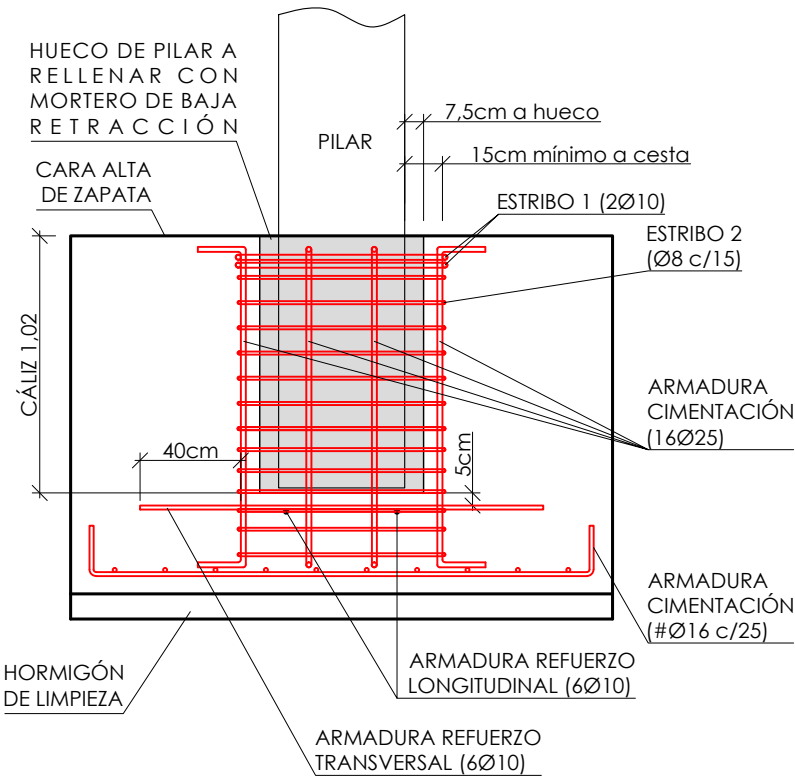 HUECO DE PILAR A
RELLENAR CON
MORTERO DE BAJA
RETRACCIÓN
PILAR
7,5cm a hueco
15cm mínimo a cesta
CARA ALTA
DE ZAPATA
ESTRIBO 1 (2Ø10)
ESTRIBO 2
(Ø8 c/15)
CÁLIZ 1,02
ARMADURA
CIMENTACIÓN
(16Ø25)
40cm
5cm
ARMADURA
CIMENTACIÓN
(#Ø16 c/25)
HORMIGÓN
DE LIMPIEZA
ARMADURA REFUERZO
LONGITUDINAL (6Ø10)
ARMADURA REFUERZO
TRANSVERSAL (6Ø10)